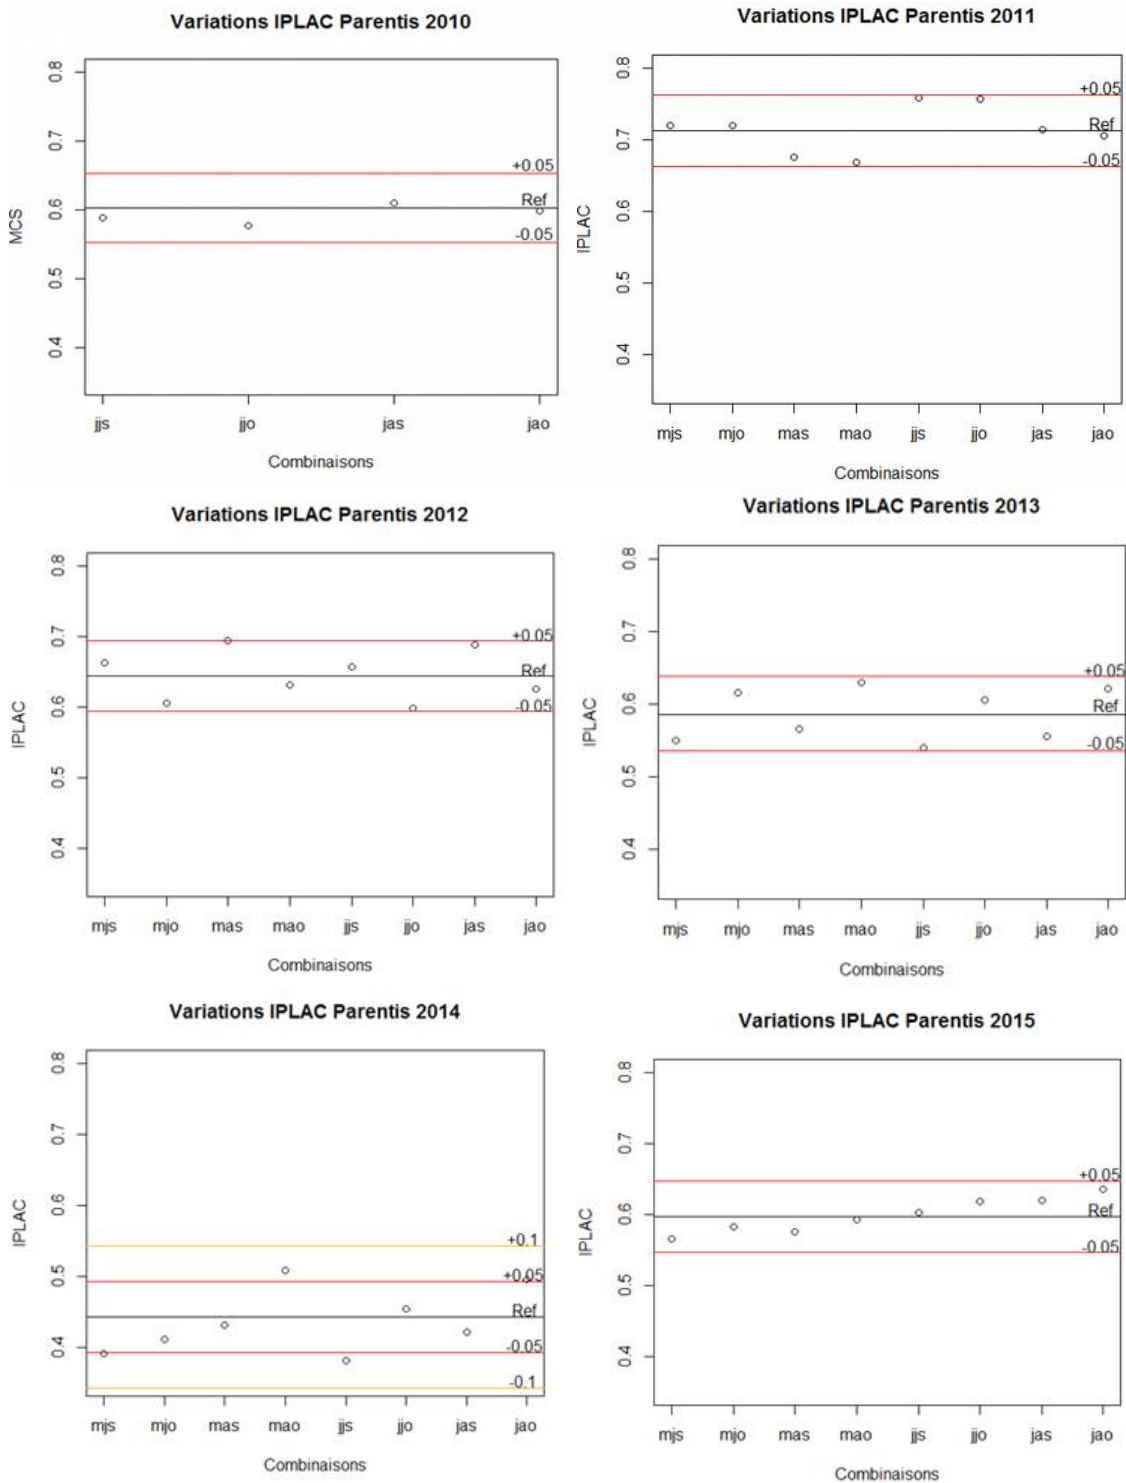 Variations IPLAC Parentis 2010
MCS
0.8
0.7
0.6
0.5
0.4
+0.05
Ref
-0.05
jjs jjo jas jao
Combinaisons
Variations IPLAC Parentis 2011
IPLAC
0.8
0.7
0.6
0.5
0.4
+0.05
Ref
-0.05
mjs mjo mas mao jjs jjo jas jao
Combinaisons
Variations IPLAC Parentis 2012
IPLAC
0.8
0.7
0.6
0.5
0.4
+0.05
Ref
-0.05
mjs mjo mas mao jjs jjo jas jao
Combinaisons
Variations IPLAC Parentis 2013
IPLAC
0.8
0.7
0.6
0.5
0.4
+0.05
Ref
-0.05
mjs mjo mas mao jjs jjo jas jao
Combinaisons
Variations IPLAC Parentis 2014
IPLAC
0.8
0.7
0.6
0.5
0.4
+0.1
+0.05
Ref
-0.05
-0.1
mjs mjo mas mao jjs jjo jas jao
Combinaisons
Variations IPLAC Parentis 2015
IPLAC
0.8
0.7
0.6
0.5
0.4
+0.05
Ref
-0.05
mjs mjo mas mao jjs jjo jas jao
Combinaisons